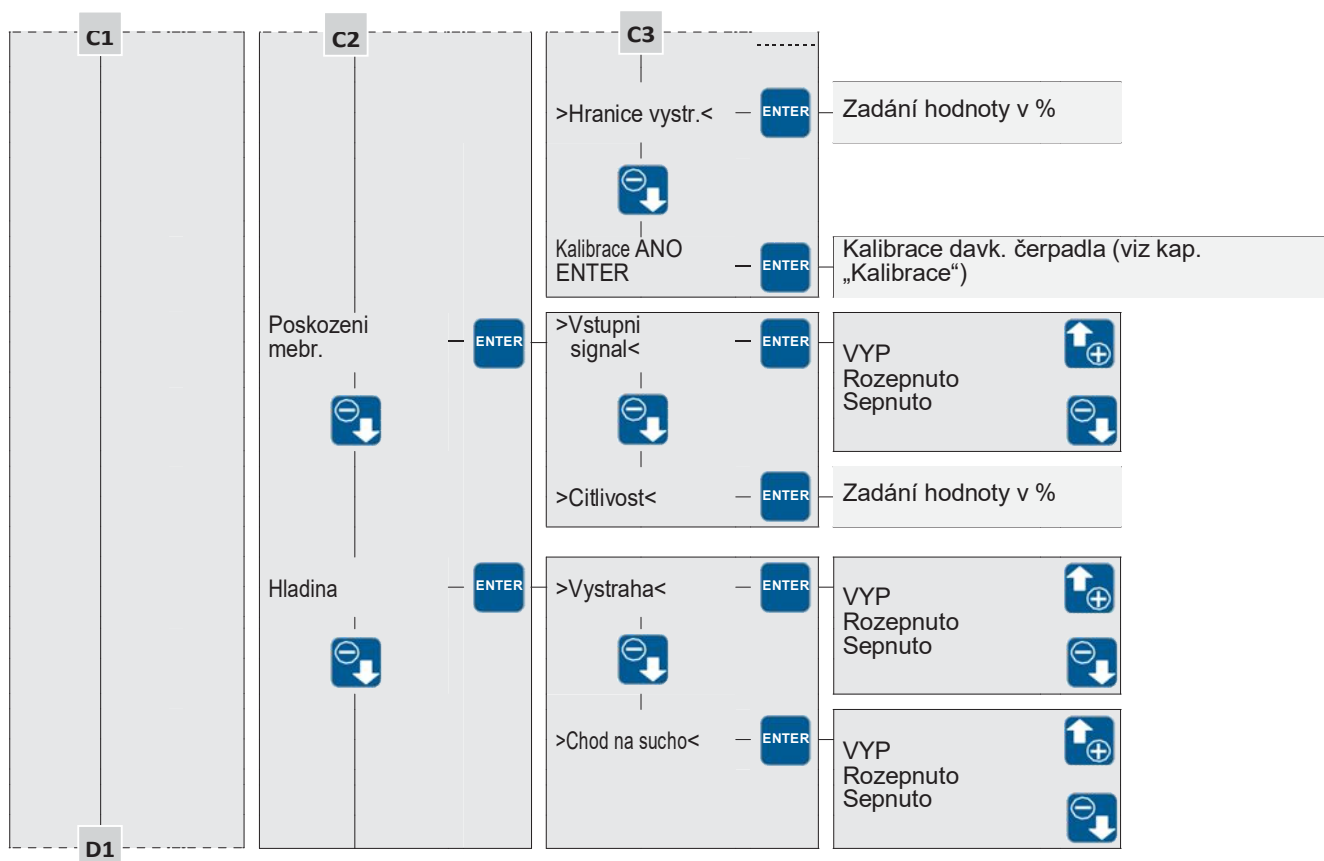 C1
C2
C3
>Hranice vystr.<
ENTER
Zadání hodnoty v %
Kalibrace ANO
ENTER
ENTER
Kalibrace davk. čerpadla (viz kap.
„Kalibrace“)
Poskozeni
mebr.
ENTER
>Vstupni
signal<
ENTER
VYP
Rozepnuto
Sepnuto
>Citlivost<
ENTER
Zadání hodnoty v %
Hladina
ENTER
>Vystraha<
ENTER
VYP
Rozepnuto
Sepnuto
>Chod na sucho<
ENTER
VYP
Rozepnuto
Sepnuto
D1